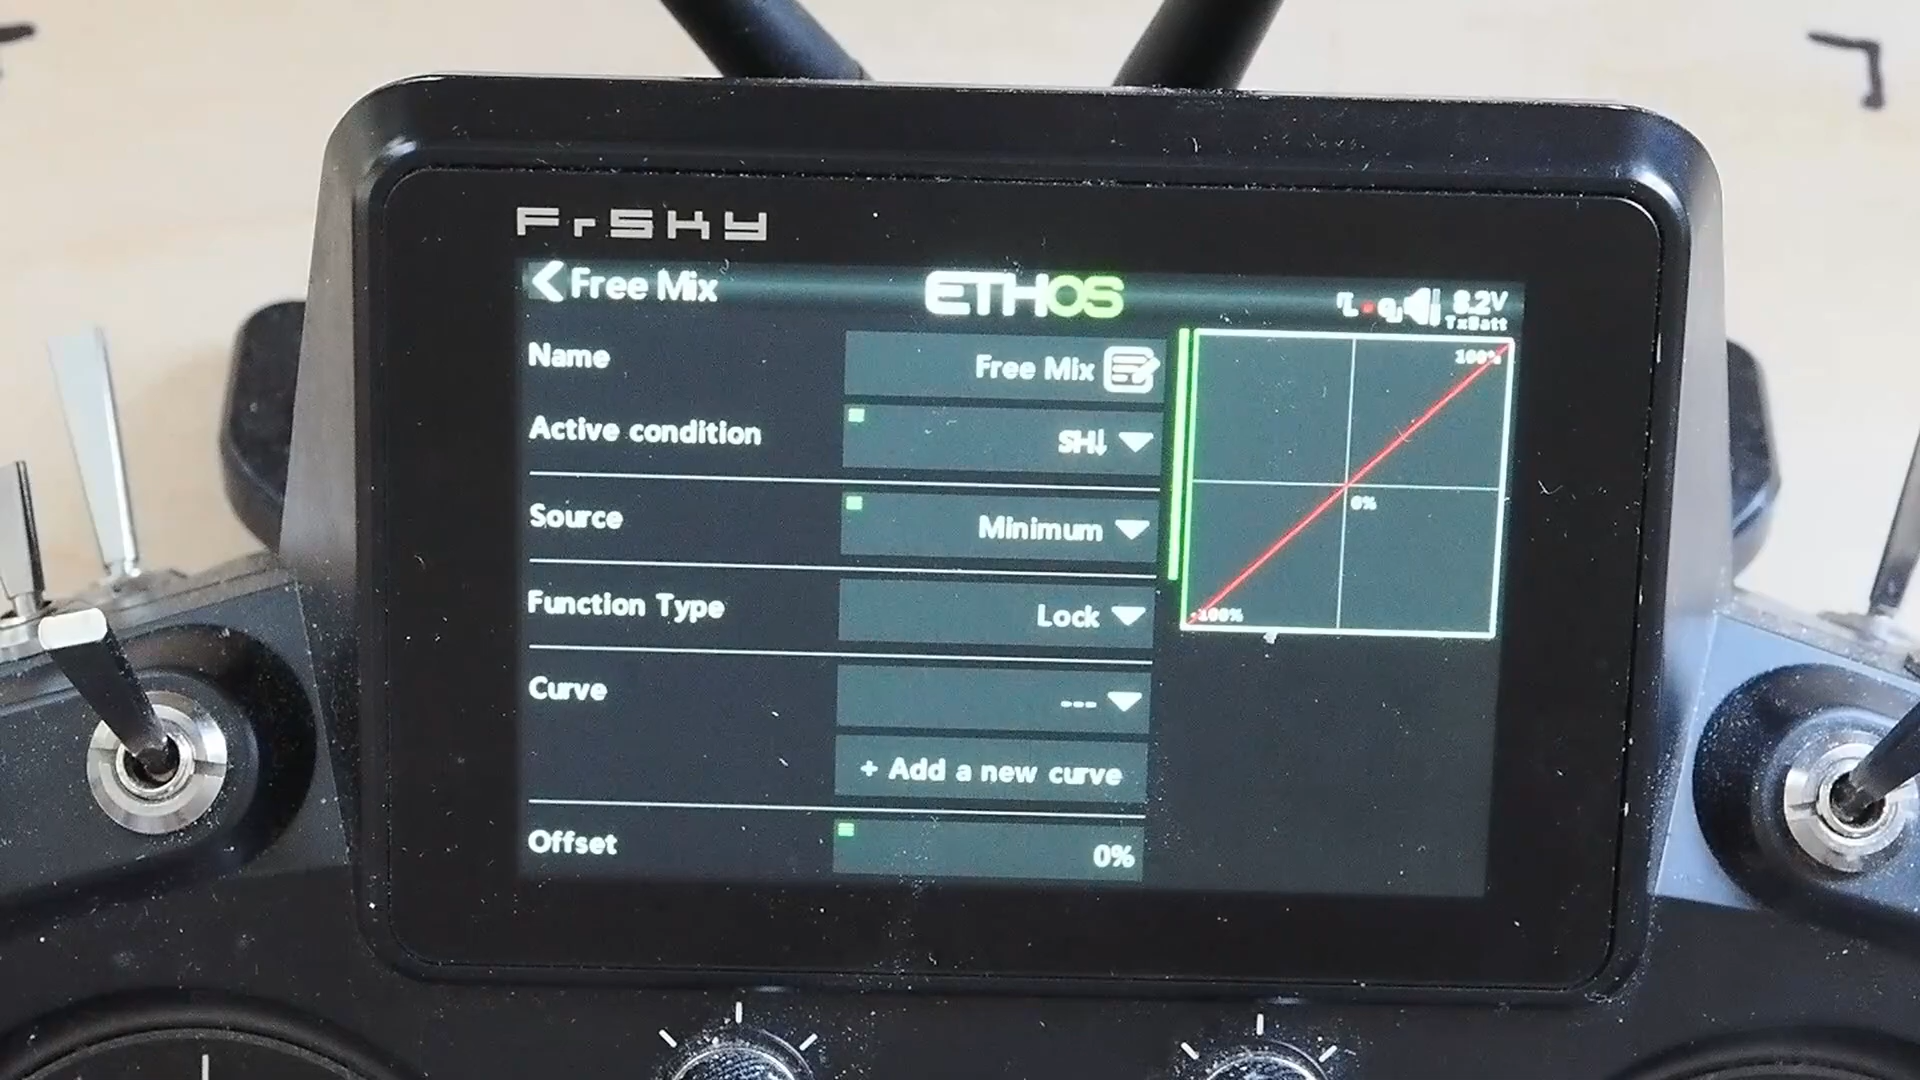 FrSKY
Free Mix
ETHOS
8.2V
TxBatt
Name
Free Mix
Active condition
SH↓
Source
Minimum
Function Type
Lock
Curve
---
+ Add a new curve
Offset
0%
100%
0%
-100%